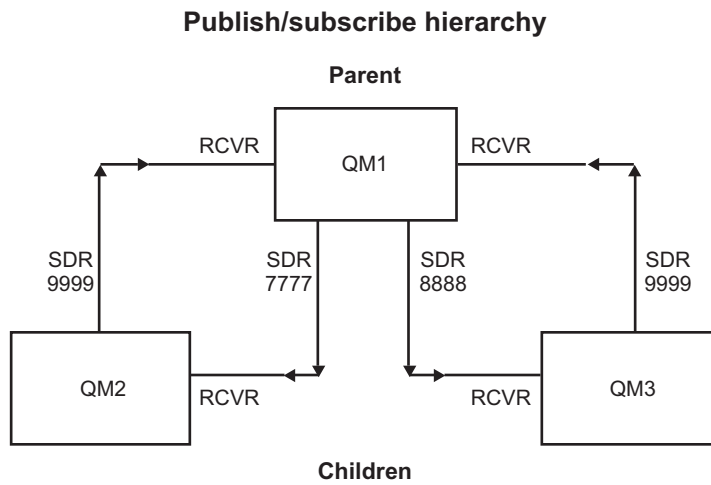 Publish/subscribe hierarchy
Parent
RCVR
QM1
RCVR
SDR
9999
SDR
7777
SDR
8888
SDR
9999
QM2
RCVR
RCVR
QM3
Children